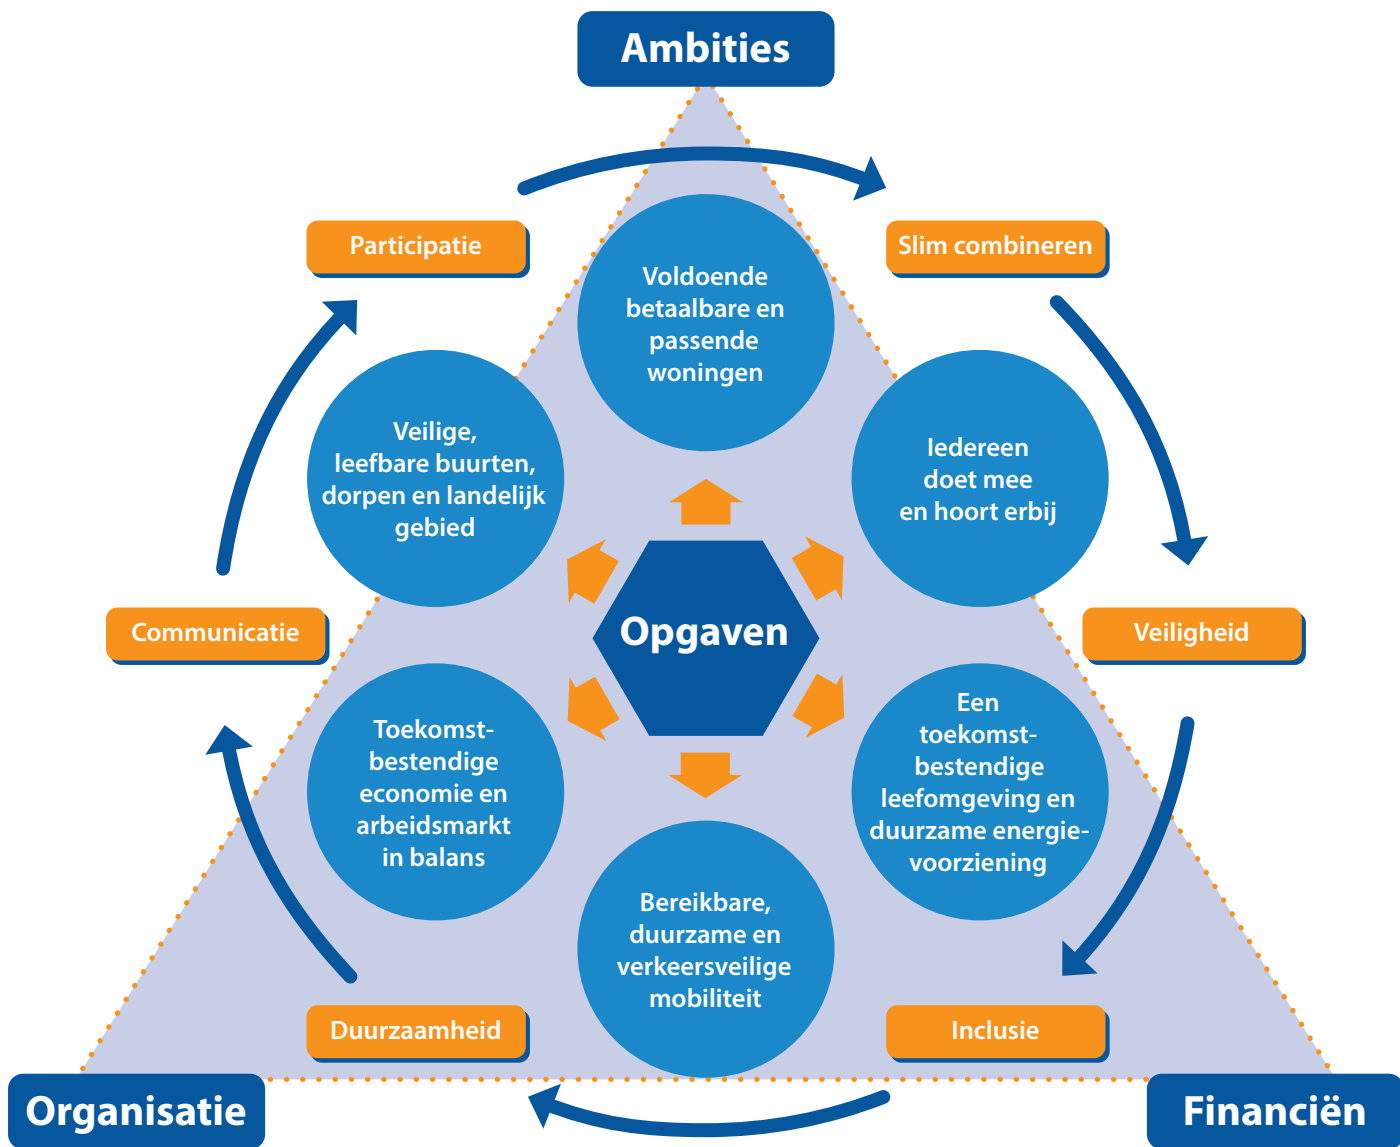 Ambities
Participatie
Slim combineren
Voldoende
betaalbare en
passende
woningen
Veilige,
leefbare buurten,
dorpen en landelijk
gebied
Iedereen
doet mee
en hoort erbij
Opgaven
Communicatie
Veiligheid
Toekomst-
bestendige
economie en
arbeidsmarkt
in balans
Een
toekomst-
bestendige
leefomgeving en
duurzame energie-
voorziening
Bereikbare,
duurzame en
verkeersveilige
mobiliteit
Duurzaamheid
Inclusie
Organisatie
Financiën